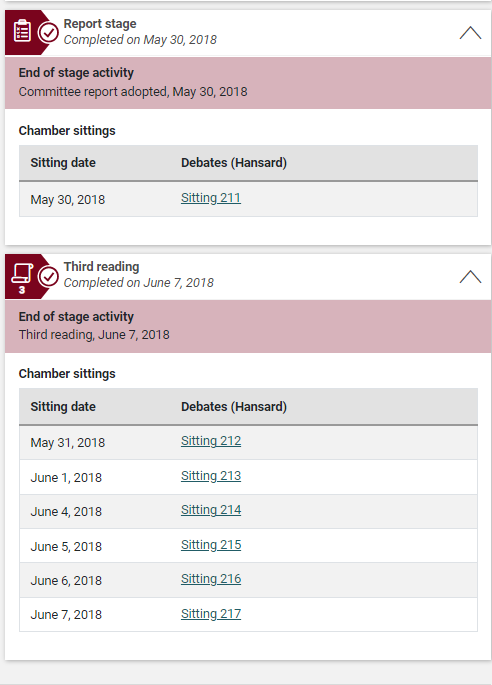 Report stage
Completed on May 30, 2018
End of stage activity
Committee report adopted, May 30, 2018
Chamber sittings
Sitting date Debates (Hansard)
May 30, 2018 Sitting 211
3
Third reading
Completed on June 7, 2018
End of stage activity
Third reading, June 7, 2018
Chamber sittings
Sitting date Debates (Hansard)
May 31, 2018 Sitting 212
June 1, 2018 Sitting 213
June 4, 2018 Sitting 214
June 5, 2018 Sitting 215
June 6, 2018 Sitting 216
June 7, 2018 Sitting 217